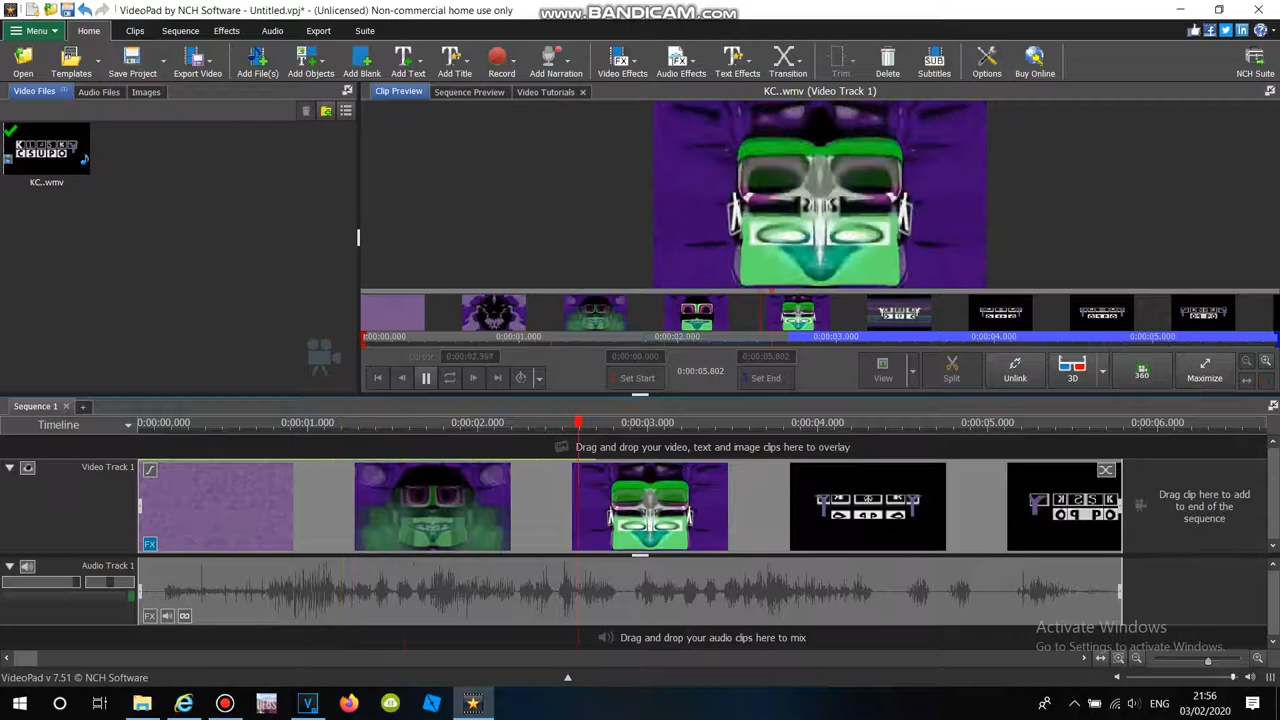 VideoPad by NCH Software - Untitled.vpj* - (Unlicensed) Non-commercial home use only
www.BANDICAM.com
Menu Home Clips Sequence Effects Audio Export Suite
Open Templates Save Project Export Video Add File(s) Add Objects Add Blank Add Text Add Title Record Add Narration Video Effects Audio Effects Text Effects Transition Trim Delete Subtitles Options Buy Online NCH Suite
Video Files Audio Files Images
Clip Preview Sequence Preview Video Tutorials KC..wmv (Video Track 1)
KLASKY
CSUPO
KC..wmv
0:00:00.000 0:00:01.000 0:00:02.000 0:00:03.000 0:00:04.000 0:00:05.000
Cursor: 0:00:02.369 0:00:00.000 0:00:05.802
Set Start 0:00:05.802 Set End View Split Unlink 3D 360 Maximize
Sequence 1
Timeline 0:00:00.000 0:00:01.000 0:00:02.000 0:00:03.000 0:00:04.000 0:00:05.000 0:00:06.000
Drag and drop your video, text and image clips here to overlay
Video Track 1
FX
Drag clip here to add
to end of the
sequence
Audio Track 1
FX
Drag and drop your audio clips here to mix
Activate Windows
Go to Settings to activate Windows.
VideoPad v 7.51 © NCH Software
ENG
21:56
03/02/2020